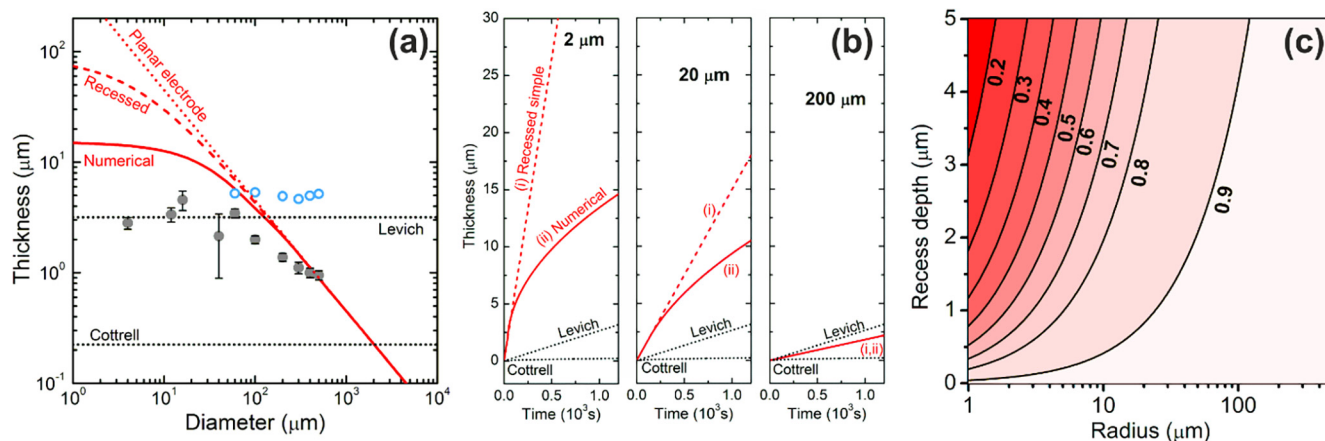 (a)
Thickness (μm)
10²
10¹
10⁰
10⁻¹
Planar electrode
Recessed
Numerical
Levich
Cottrell
10⁰ 10¹ 10² 10³ 10⁴
Diameter (μm)
(b)
Thickness (μm)
30
25
20
15
10
5
0
2 μm
(i) Recessed simple
(ii) Numerical
Levich
Cottrell
0.0 0.5 1.0
Time (10³s)
20 μm
(i)
(ii)
Levich
Cottrell
0.0 0.5 1.0
Time (10³s)
200 μm
Levich
(i,ii)
Cottrell
0.0 0.5 1.0
Time (10³s)
(c)
Recess depth (μm)
5
4
3
2
1
0
0.2
0.3
0.4
0.5
0.6
0.7
0.8
0.9
1 10 100
Radius (μm)